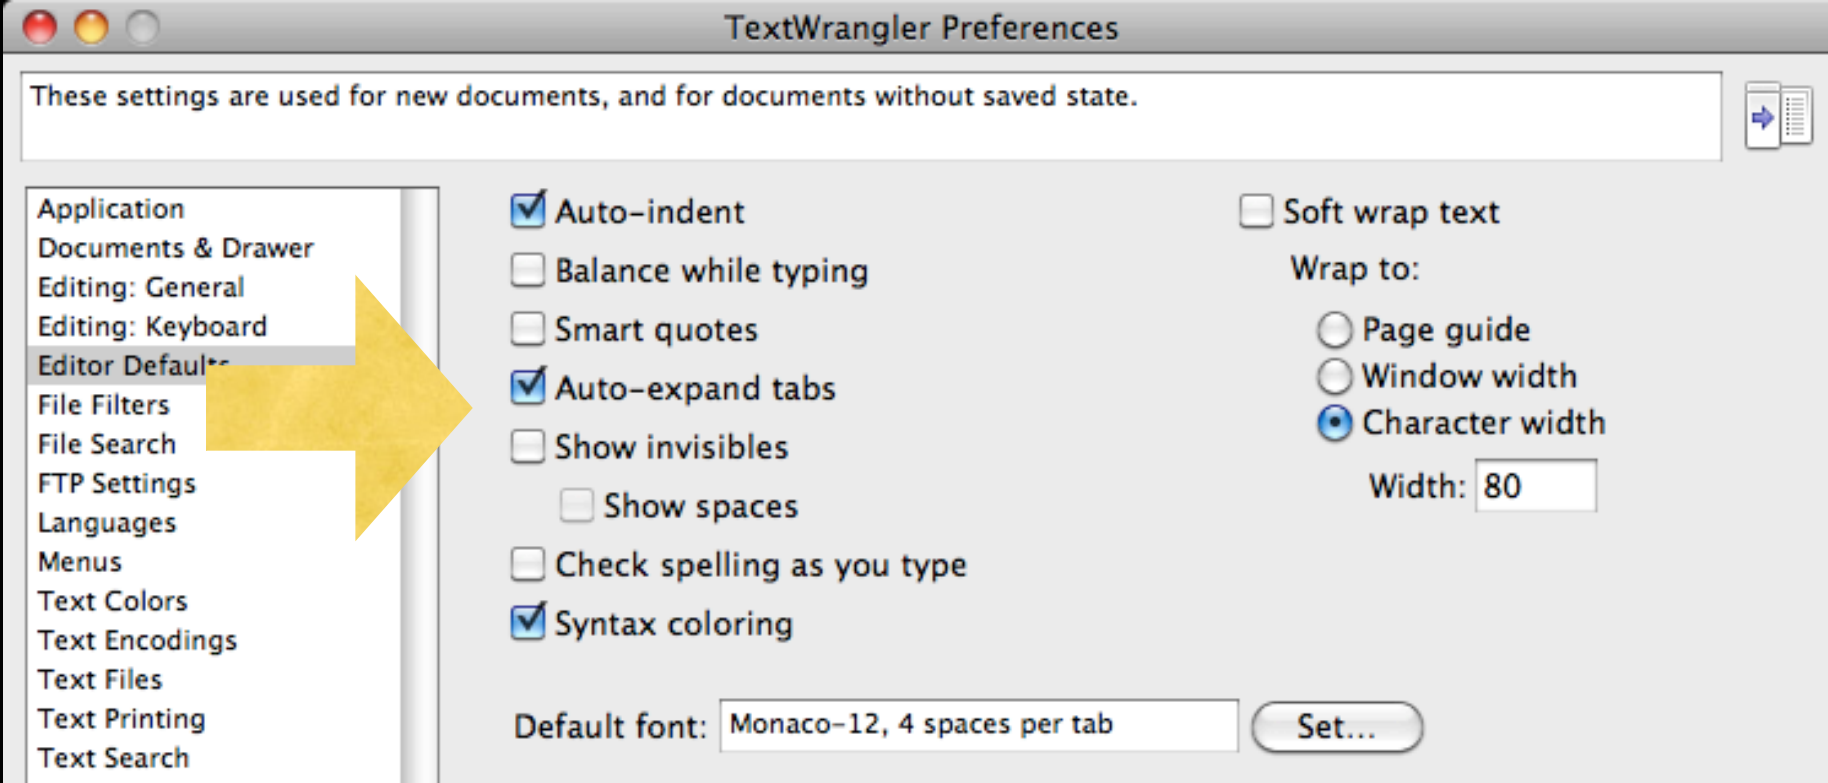 TextWrangler Preferences
These settings are used for new documents, and for documents without saved state.
Application
Documents & Drawer
Editing: General
Editing: Keyboard
Editor Defaults
File Filters
File Search
FTP Settings
Languages
Menus
Text Colors
Text Encodings
Text Files
Text Printing
Text Search
Auto-indent
Balance while typing
Smart quotes
Auto-expand tabs
Show invisibles
Show spaces
Check spelling as you type
Syntax coloring
Soft wrap text
Wrap to:
Page guide
Window width
Character width
Width: 80
Default font: Monaco-12, 4 spaces per tab Set...